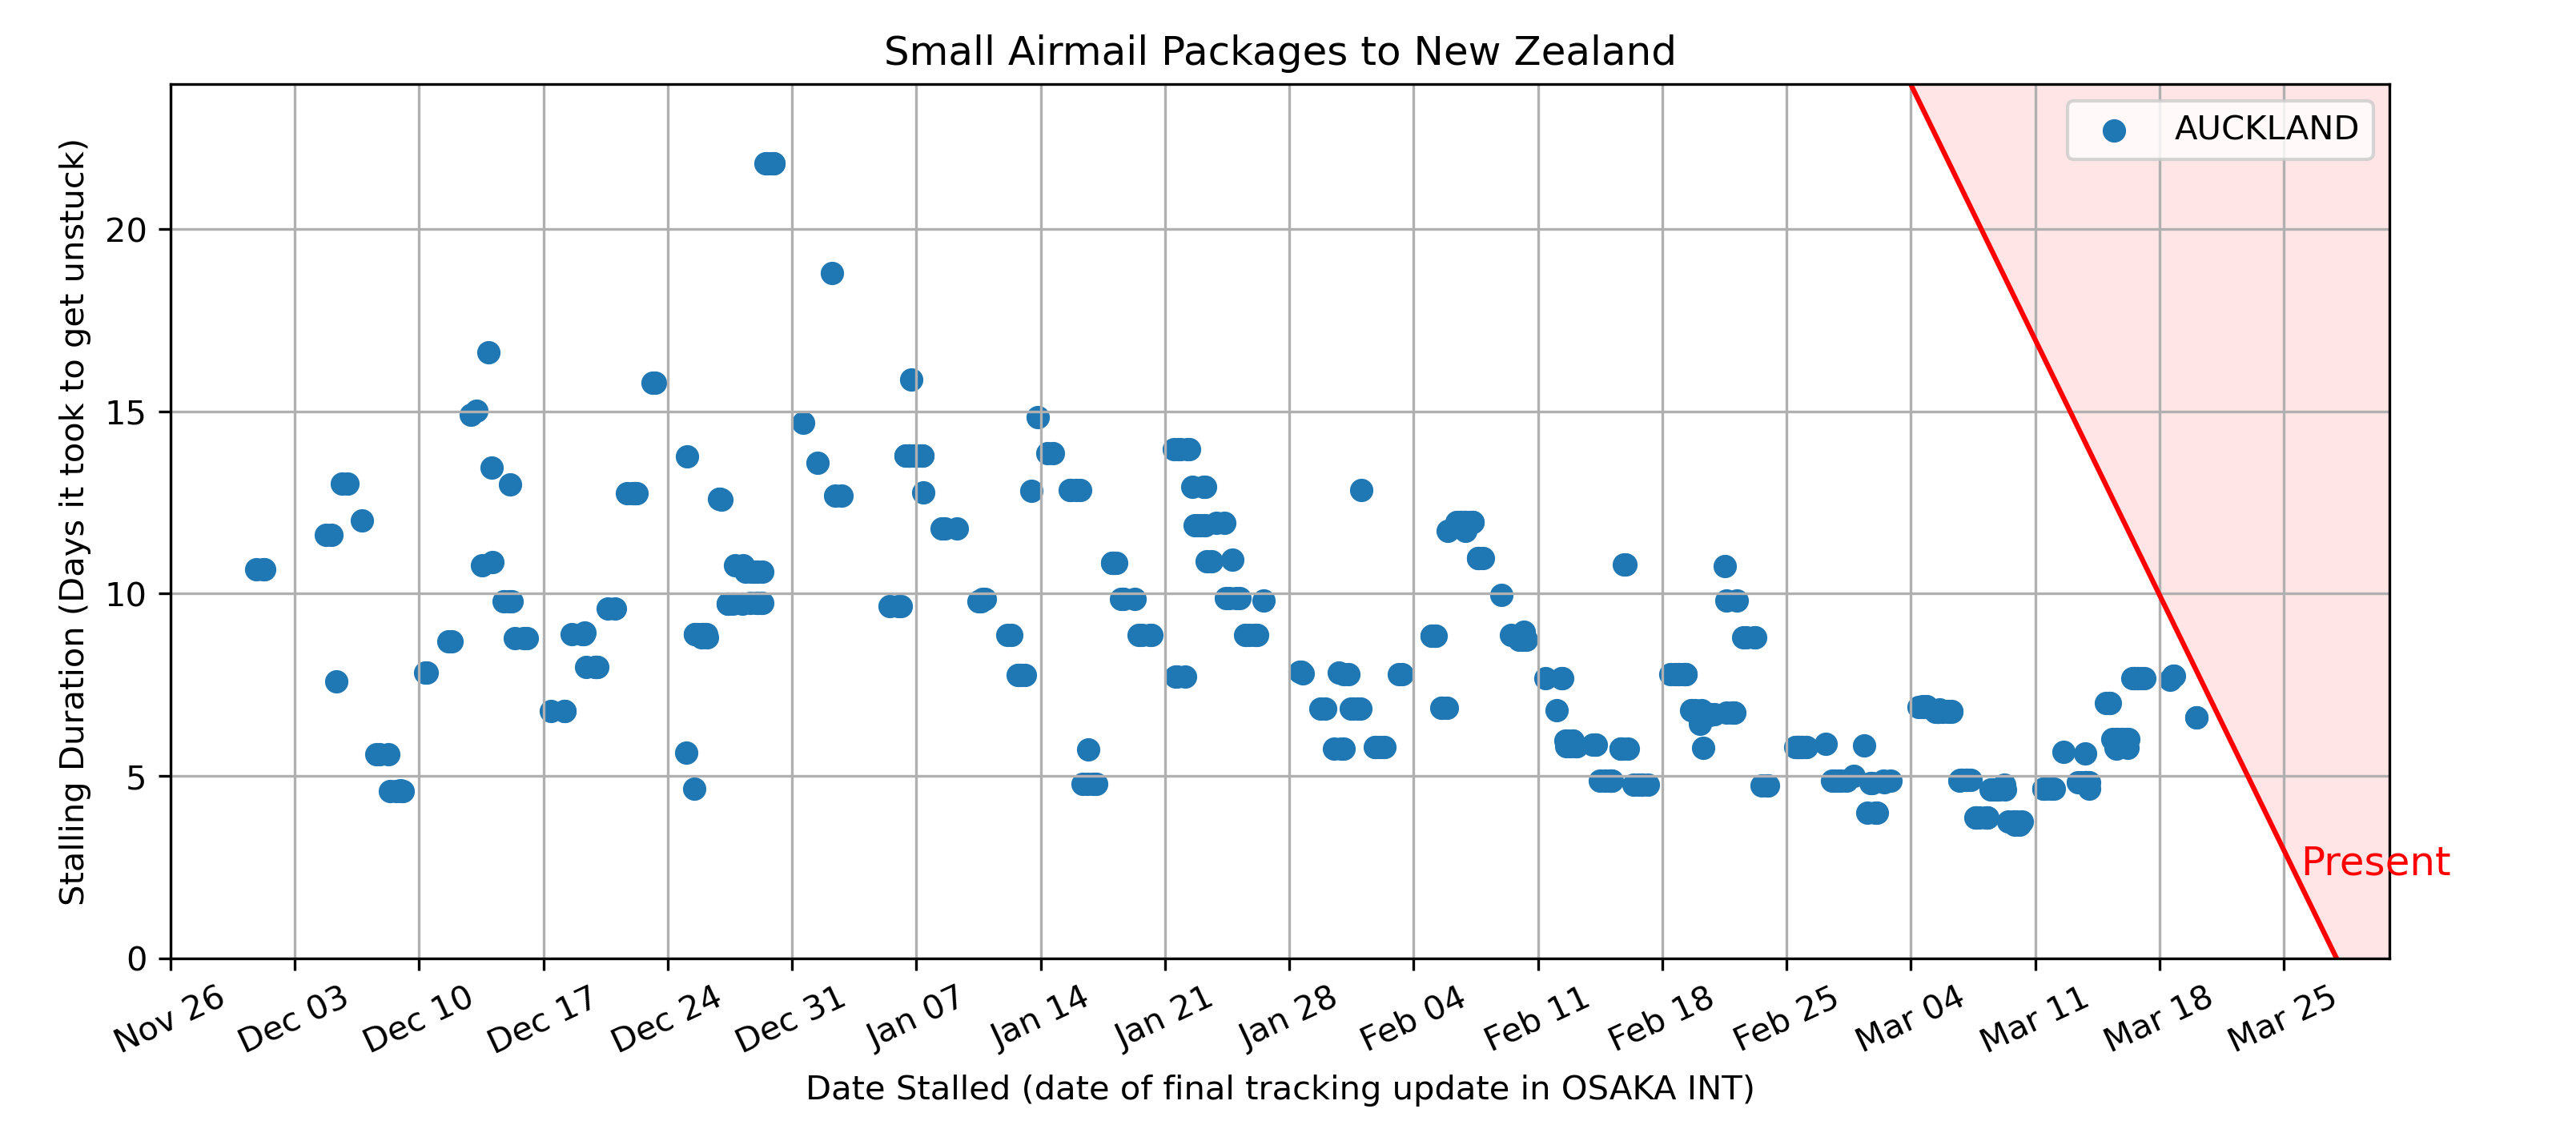 Small Airmail Packages to New Zealand
AUCKLAND
Stalling Duration (Days it took to get unstuck)
20
15
10
5
0
Present
Nov 26
Dec 03
Dec 10
Dec 17
Dec 24
Dec 31
Jan 07
Jan 14
Jan 21
Jan 28
Feb 04
Feb 11
Feb 18
Feb 25
Mar 04
Mar 11
Mar 18
Mar 25
Date Stalled (date of final tracking update in OSAKA INT)